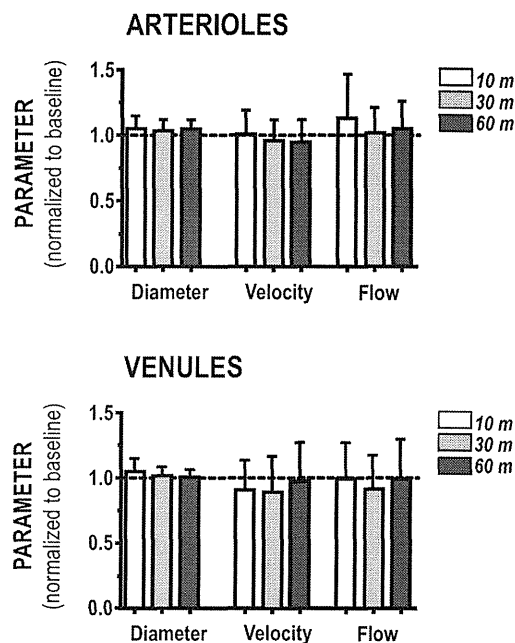 ARTERIOLES
PARAMETER
(normalized to baseline)
1.5
1.0
0.5
0.0
Diameter Velocity Flow
10 m
30 m
60 m
VENULES
PARAMETER
(normalized to baseline)
1.5
1.0
0.5
0.0
Diameter Velocity Flow
10 m
30 m
60 m